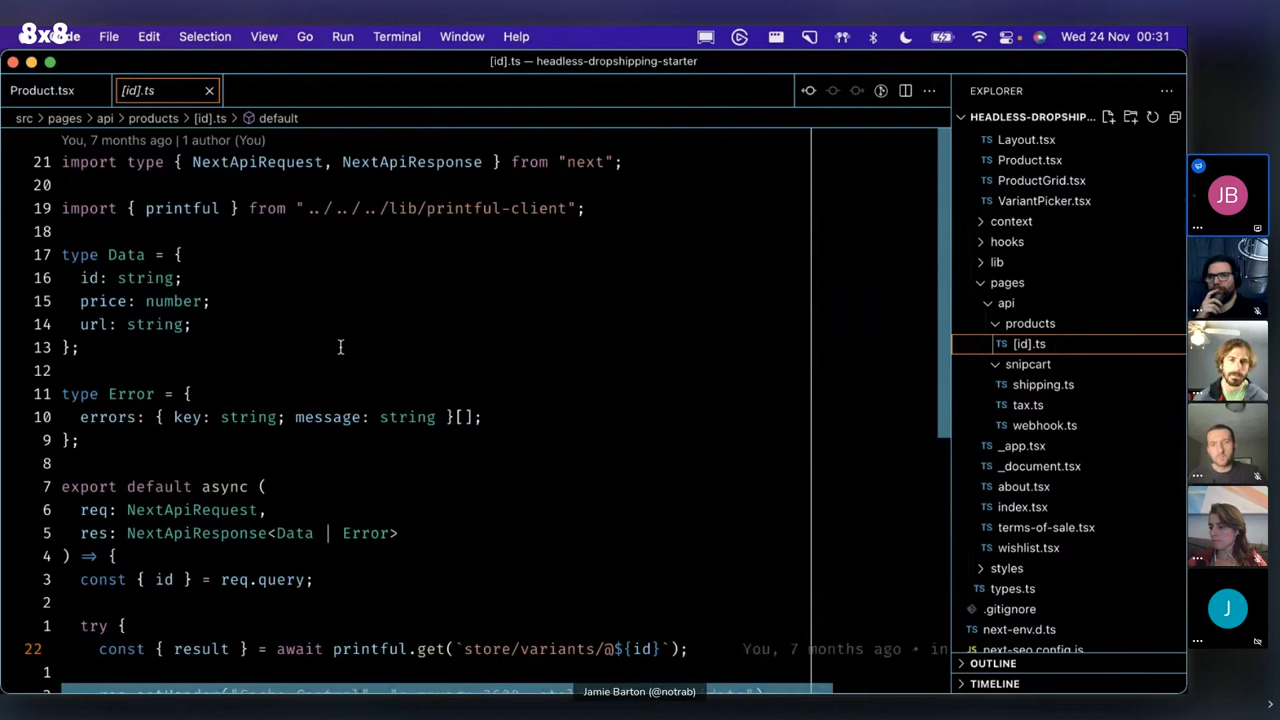 8x8
Code File Edit Selection View Go Run Terminal Window Help Wed 24 Nov 00:31
[id].ts — headless-dropshipping-starter
Product.tsx [id].ts
src > pages > api > products > [id].ts > default
You, 7 months ago | 1 author (You)
21 import type { NextApiRequest, NextApiResponse } from "next";
20
19 import { printful } from "../../../lib/printful-client";
18
17 type Data = {
16 id: string;
15 price: number;
14 url: string;
13 };
12
11 type Error = {
10 errors: { key: string; message: string }[];
9 };
8
7 export default async (
6 req: NextApiRequest,
5 res: NextApiResponse<Data | Error>
4 ) => {
3 const { id } = req.query;
2
1 try {
22 const { result } = await printful.get(`store/variants/@${id}`); You, 7 months ago • in
1
EXPLORER
HEADLESS-DROPSHIP...
Layout.tsx
Product.tsx
ProductGrid.tsx
VariantPicker.tsx
context
hooks
lib
pages
api
products
TS [id].ts
snipcart
TS shipping.ts
TS tax.ts
TS webhook.ts
TS _app.tsx
TS _document.tsx
TS about.tsx
TS index.tsx
TS terms-of-sale.tsx
TS wishlist.tsx
styles
TS types.ts
.gitignore
TS next-env.d.ts
next-seo.config.js
OUTLINE
TIMELINE
JB
J
Jamie Barton (@notrab)